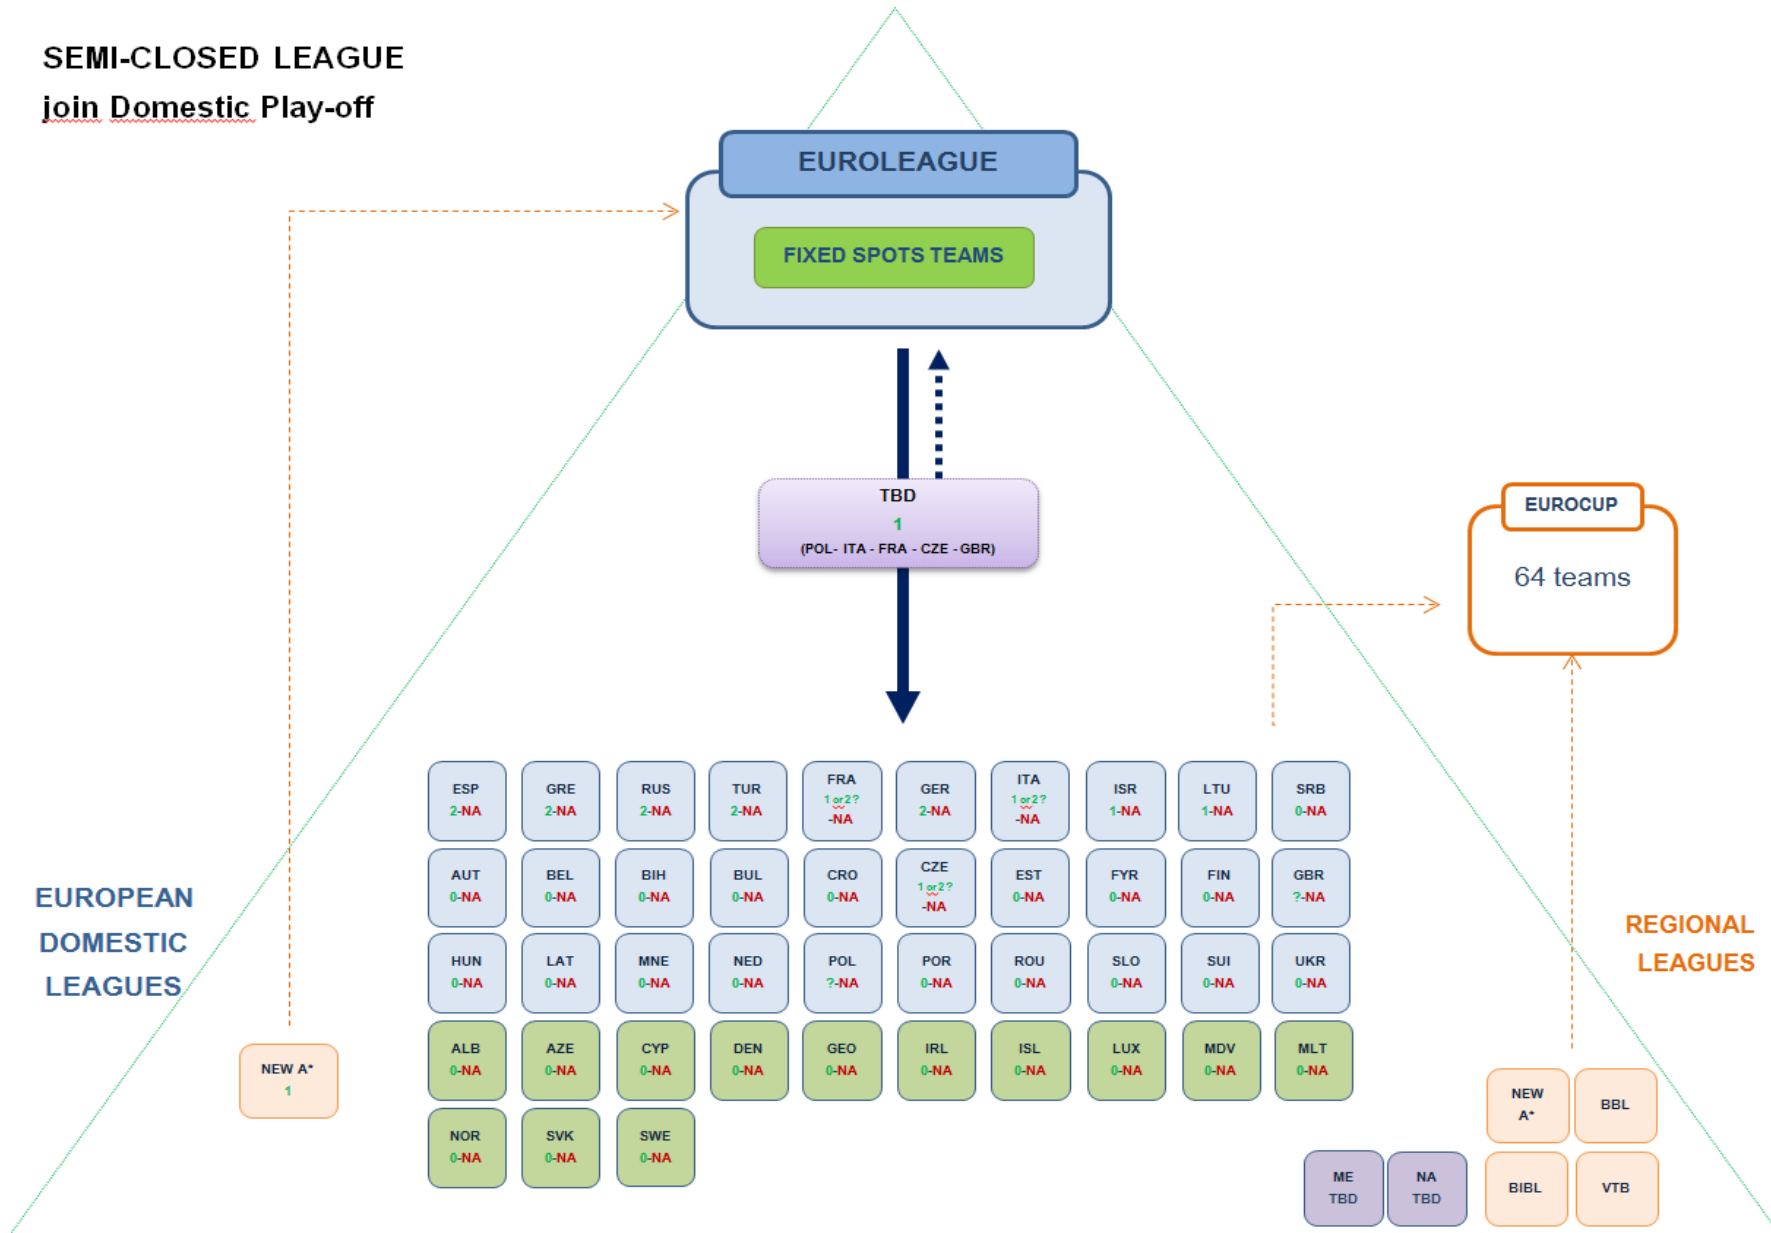 SEMI-CLOSED LEAGUE
join Domestic Play-off
EUROLEAGUE
FIXED SPOTS TEAMS
TBD
1
(POL- ITA - FRA - CZE -GBR)
EUROCUP
64 teams
ESP
2-NA
GRE
2-NA
RUS
2-NA
TUR
2-NA
FRA
1 or 2 ?
-NA
GER
2-NA
ITA
1 or 2 ?
-NA
ISR
1-NA
LTU
1-NA
SRB
0-NA
AUT
0-NA
BEL
0-NA
BIH
0-NA
BUL
0-NA
CRO
0-NA
CZE
1 or 2 ?
-NA
EST
0-NA
FYR
0-NA
FIN
0-NA
GBR
?-NA
HUN
0-NA
LAT
0-NA
MNE
0-NA
NED
0-NA
POL
?-NA
POR
0-NA
ROU
0-NA
SLO
0-NA
SUI
0-NA
UKR
0-NA
ALB
0-NA
AZE
0-NA
CYP
0-NA
DEN
0-NA
GEO
0-NA
IRL
0-NA
ISL
0-NA
LUX
0-NA
MDV
0-NA
MLT
0-NA
NOR
0-NA
SVK
0-NA
SWE
0-NA
EUROPEAN
DOMESTIC
LEAGUES
NEW A*
1
REGIONAL
LEAGUES
NEW
A*
BBL
ME
TBD
NA
TBD
BIBL
VTB